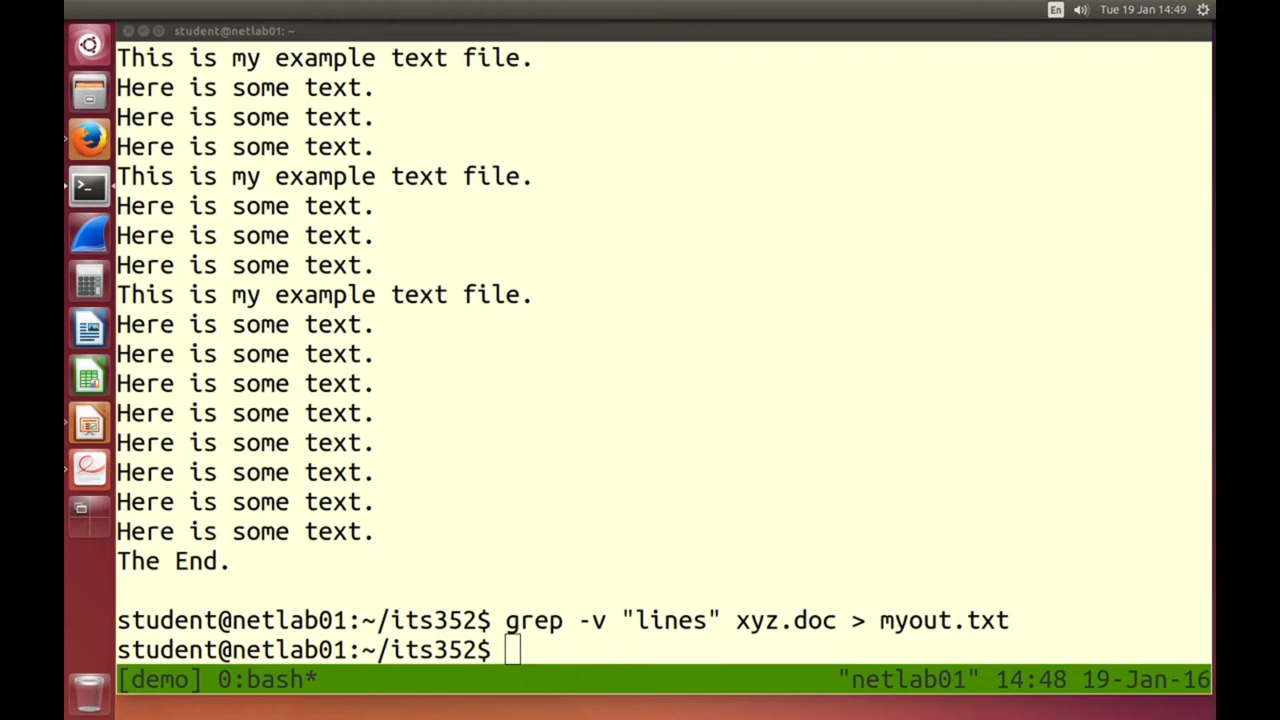 En Tue 19 Jan 14:49
student@netlab01: ~
This is my example text file.
Here is some text.
Here is some text.
Here is some text.
This is my example text file.
Here is some text.
Here is some text.
Here is some text.
This is my example text file.
Here is some text.
Here is some text.
Here is some text.
Here is some text.
Here is some text.
Here is some text.
Here is some text.
Here is some text.
The End.
student@netlab01:~/its352$ grep -v "lines" xyz.doc > myout.txt
student@netlab01:~/its352$
[demo] 0:bash* "netlab01" 14:48 19-Jan-16